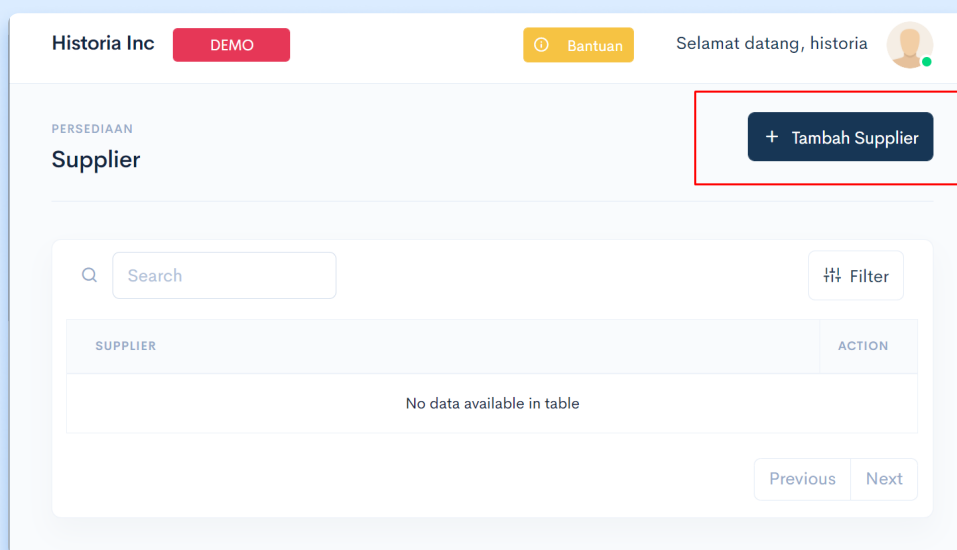 Historia Inc DEMO Bantuan Selamat datang, historia
PERSEDIAAN
Supplier
+ Tambah Supplier
Search
Filter
SUPPLIER ACTION
No data available in table
Previous Next